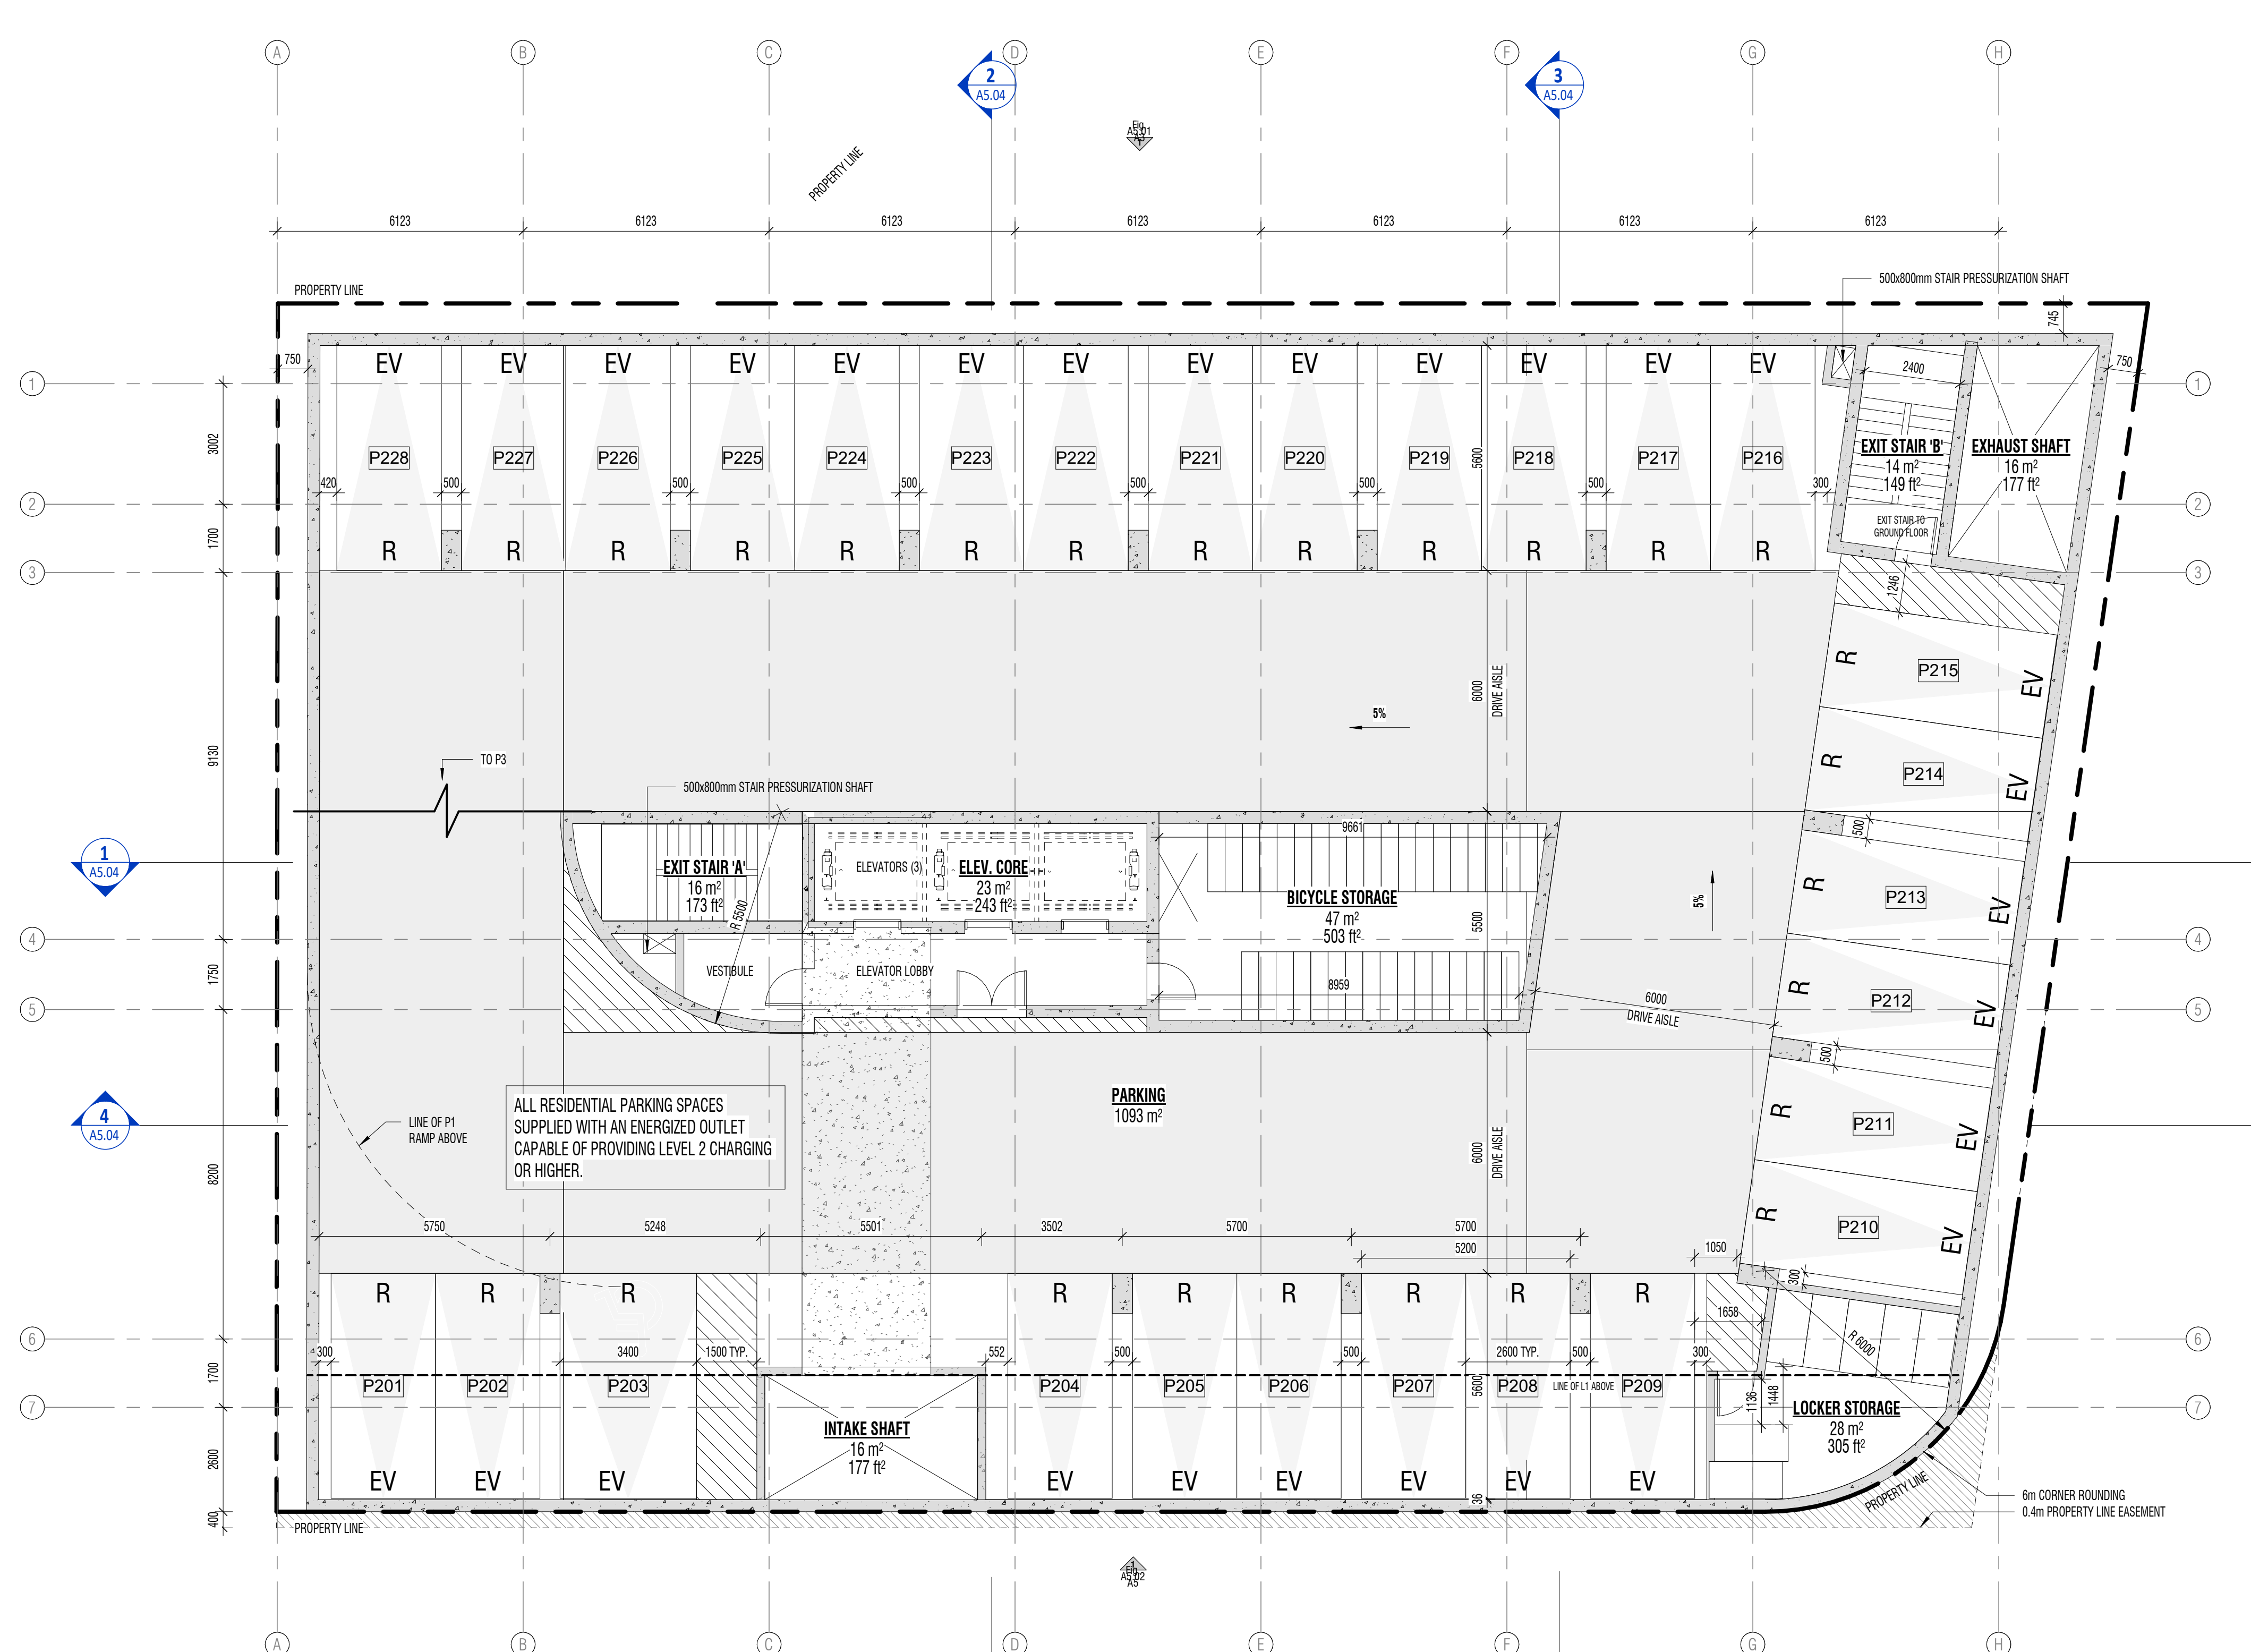 A B C D E F G H
2
A5.04
3
A5.04
A5.01
A3
PROPERTY LINE
6123 6123 6123 6123 6123 6123 6123
500x800mm STAIR PRESSURIZATION SHAFT
PROPERTY LINE
745
750
750
2400
EV EV EV EV EV EV EV EV EV EV EV EV EV
1
1
3002
P228 P227 P226 P225 P224 P223 P222 P221 P220 P219 P218 P217 P216
5600
EXIT STAIR 'B'
14 m²
149 ft²
EXHAUST SHAFT
16 m²
177 ft²
420 500 500 500 500 500 500 300
2
2
EXIT STAIR TO
GROUND FLOOR
1700
R R R R R R R R R R R R R
3
3
1246
R
P215
EV
6000
DRIVE AISLE
5%
9130
TO P3
R
P214
EV
500x800mm STAIR PRESSURIZATION SHAFT
9661
500
1
A5.04
EXIT STAIR 'A'
16 m²
173 ft²
R 5500
ELEVATORS (3)
ELEV. CORE
23 m²
243 ft²
BICYCLE STORAGE
47 m²
503 ft²
5500
5%
R
P213
EV
4
4
1750
VESTIBULE
ELEVATOR LOBBY
8959
6000
DRIVE AISLE
R
P212
EV
5
5
500
4
A5.04
LINE OF P1
RAMP ABOVE
ALL RESIDENTIAL PARKING SPACES
SUPPLIED WITH AN ENERGIZED OUTLET
CAPABLE OF PROVIDING LEVEL 2 CHARGING
OR HIGHER.
PARKING
1093 m²
6000
DRIVE AISLE
R
P211
EV
8200
5750 5248 5501 3502 5700 5700
5200
1050
R
P210
EV
R R R R R R R R R
300
1658
R 6000
6
6
300 3400 1500 TYP. 552 500 500 2600 TYP. 500 300
1700
P201 P202 P203 P204 P205 P206 P207 P208 P209
5600
LINE OF L1 ABOVE
1136
1448
7
7
LOCKER STORAGE
28 m²
305 ft²
INTAKE SHAFT
16 m²
177 ft²
2600
EV EV EV EV EV EV EV EV EV
36
PROPERTY LINE
6m CORNER ROUNDING
0.4m PROPERTY LINE EASEMENT
400
PROPERTY LINE
1
A5.02
A5
A B C D E F G H